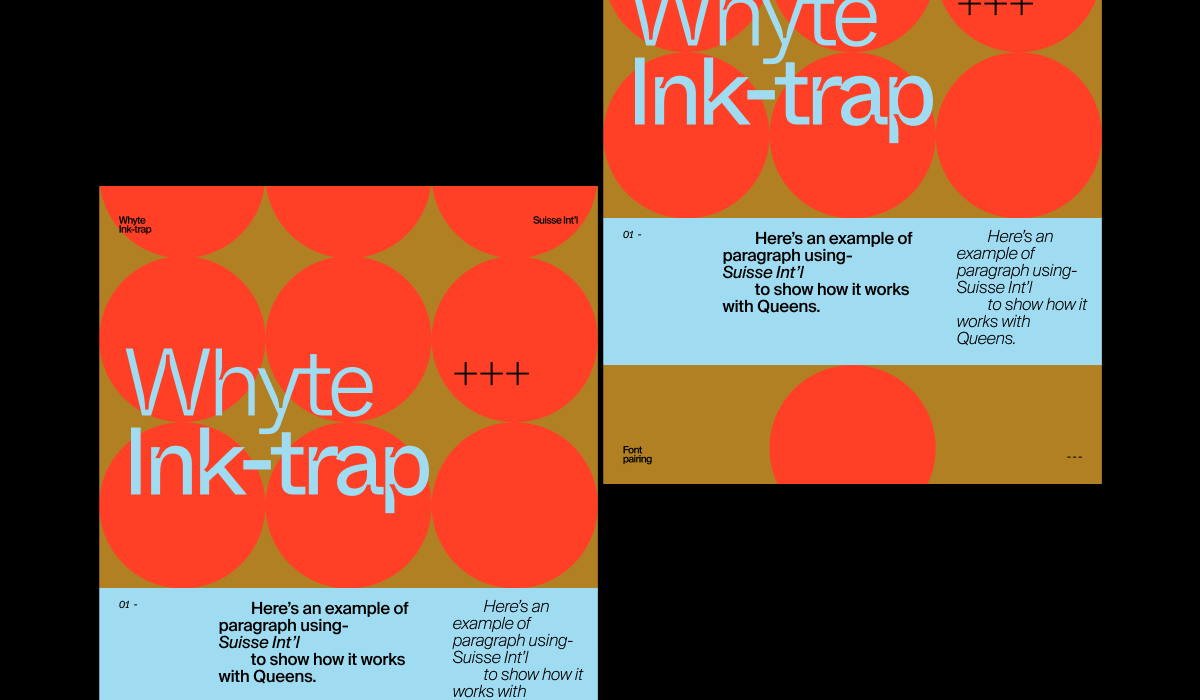 Whyte
Ink-trap
Suisse Int'l
Whyte
Ink-trap
+++
01 -
Here’s an example of
paragraph using-
Suisse Int’l
to show how it works
with Queens.
Here’s an
example of
paragraph using-
Suisse Int’l
to show how it
works with
Whyte
Ink-trap
+++
01 -
Here’s an example of
paragraph using-
Suisse Int’l
to show how it works
with Queens.
Here’s an
example of
paragraph using-
Suisse Int’l
to show how it
works with
Queens.
Font
pairing
---